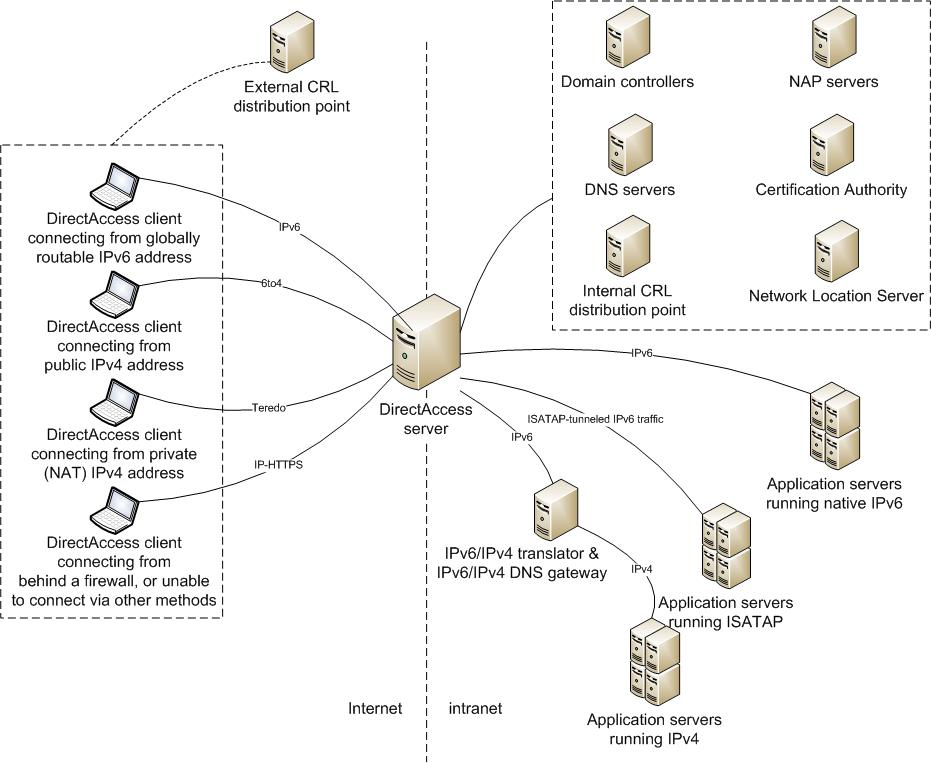 External CRL
distribution point
Domain controllers
NAP servers
DNS servers
Certification Authority
Internal CRL
distribution point
Network Location Server
DirectAccess client
connecting from globally
routable IPv6 address
IPv6
DirectAccess client
connecting from
public IPv4 address
6to4
DirectAccess client
connecting from private
(NAT) IPv4 address
Teredo
DirectAccess client
connecting from
behind a firewall, or unable
to connect via other methods
IP-HTTPS
DirectAccess
server
IPv6
Application servers
running native IPv6
ISATAP-tunneled IPv6 traffic
Application servers
running ISATAP
IPv6
IPv6/IPv4 translator &
IPv6/IPv4 DNS gateway
IPv4
Application servers
running IPv4
Internet
intranet